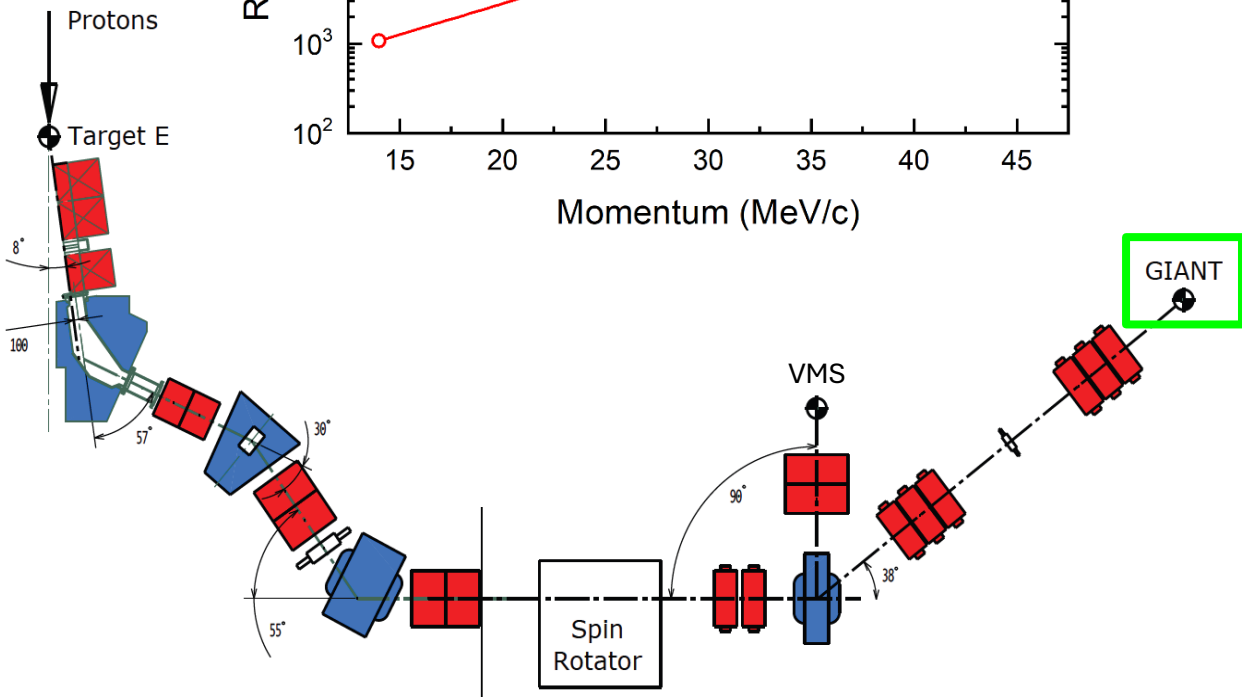 R
Protons
10³
10²
15 20 25 30 35 40 45
Momentum (MeV/c)
Target E
8°
100
57°
30°
55°
Spin
Rotator
90°
VMS
38°
GIANT